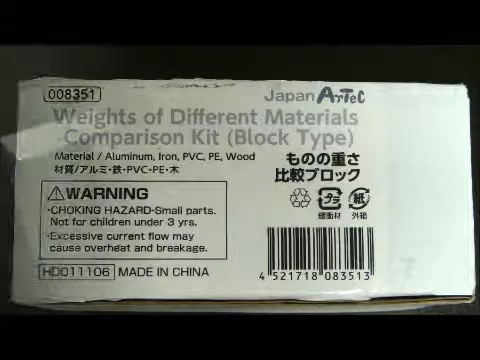 008351
Japan ArTeC
Weights of Different Materials
Comparison Kit (Block Type)
Material / Aluminum, Iron, PVC, PE, Wood
材質/アルミ・鉄・PVC・PE・木
ものの重さ
比較ブロック
⚠WARNING
・CHOKING HAZARD-Small parts.
Not for children under 3 yrs.
・Excessive current flow may
cause overheat and breakage.
プラ 紙
緩衝材 外箱
HD011106 MADE IN CHINA
4 521718 083513